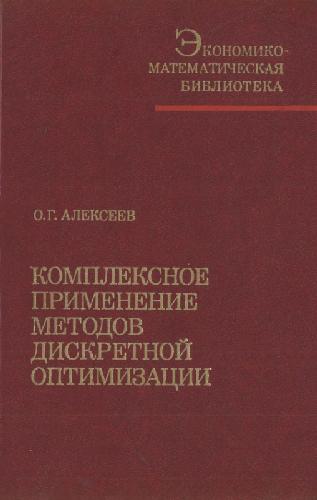 ЭКОНОМИКО-
МАТЕМАТИЧЕСКАЯ
БИБЛИОТЕКА
О.Г. АЛЕКСЕЕВ
КОМПЛЕКСНОЕ
ПРИМЕНЕНИЕ
МЕТОДОВ
ДИСКРЕТНОЙ
ОПТИМИЗАЦИИ